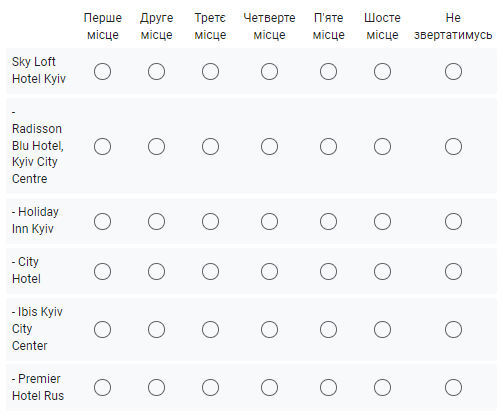 Перше Друге Третє Четверте П'яте Шосте Не
місце місце місце місце місце місце звертатимусь
Sky Loft
Hotel Kyiv
-
Radisson
Blu Hotel,
Kyiv City
Centre
- Holiday
Inn Kyiv
- City
Hotel
- Ibis Kyiv
City
Center
- Premier
Hotel Rus